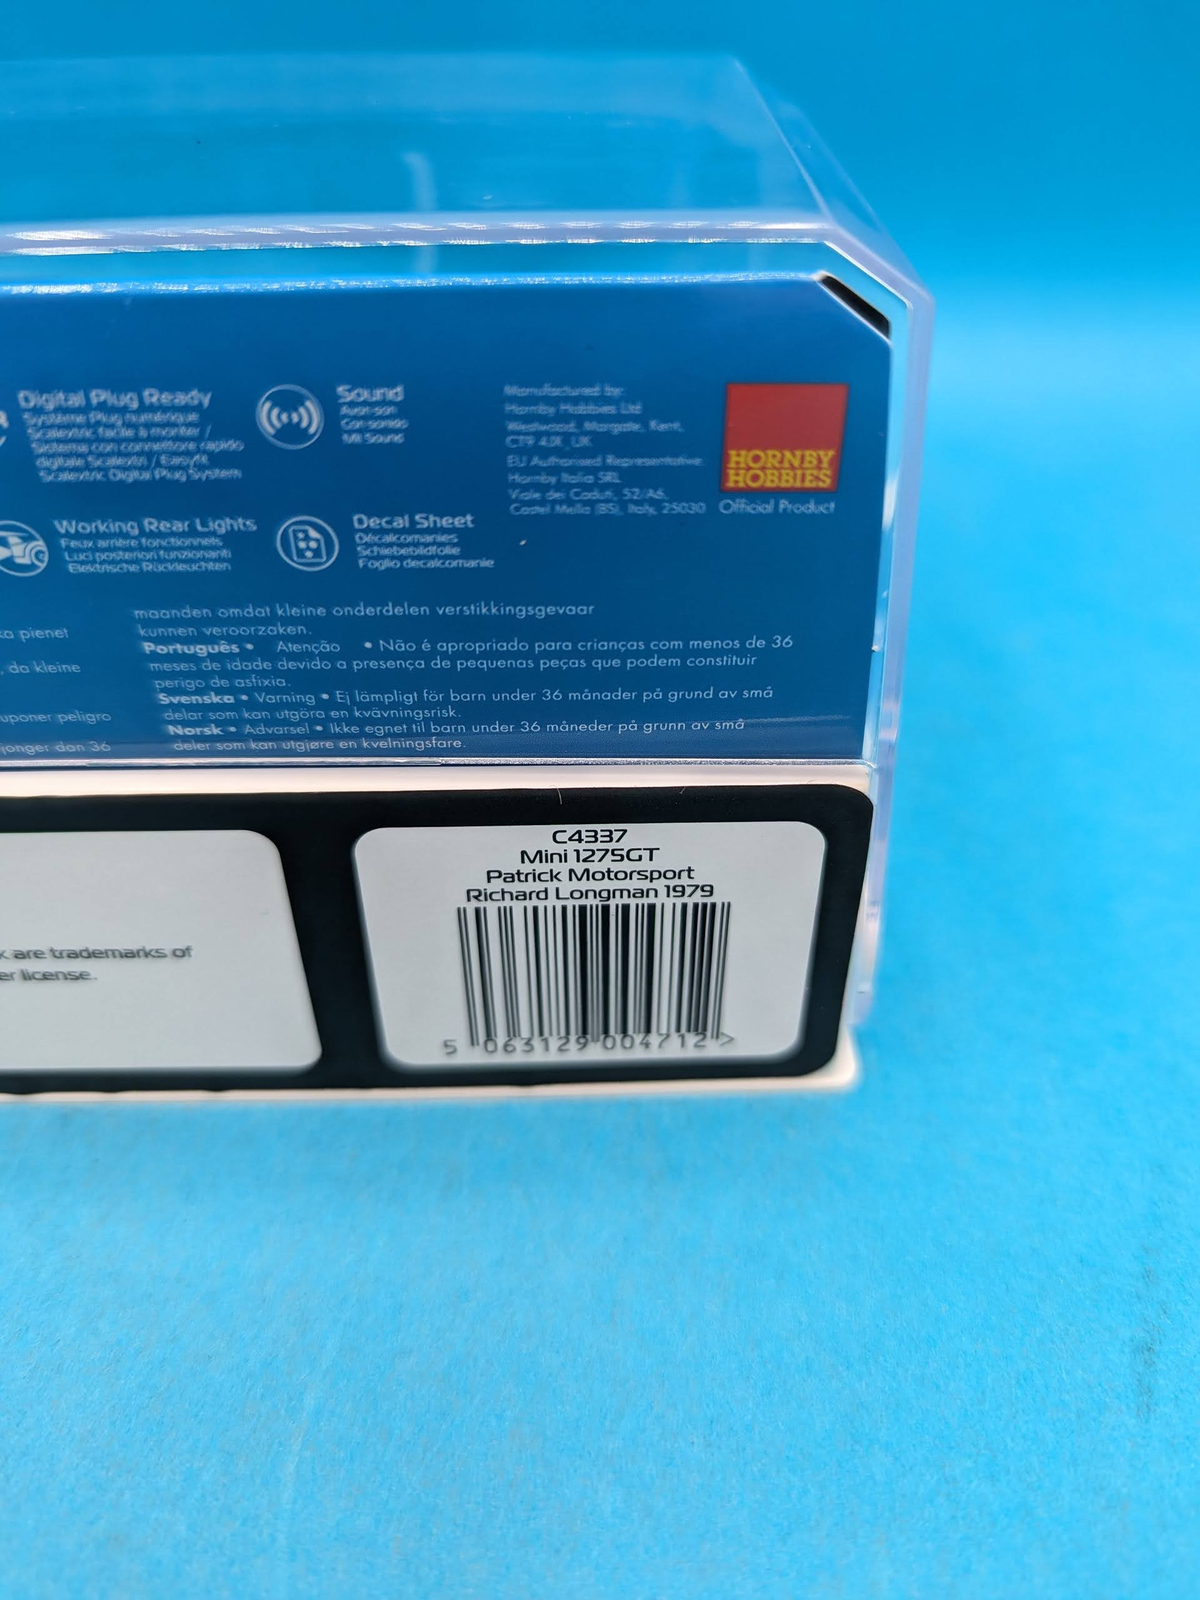 Digital Plug Ready
Système Plug numérique
Scalextric facile à monter /
Sistema con connettore rapido
digitale Scalextric / Easyfit
Scalextric Digital Plug System
Sound
Avec son
Con sonido
Mit Sound
Manufactured by:
Hornby Hobbies Ltd
Westwood, Margate, Kent,
CT9 4JX, UK
EU Authorised Representative:
Hornby Italia SRL
Viale dei Caduti, 52/A6,
Castel Mella (BS), Italy, 25030
HORNBY
HOBBIES
Official Product
Working Rear Lights
Feux arrière fonctionnels
Luci posteriori funzionanti
Elektrische Rückleuchten
Decal Sheet
Décalcomanies
Schiebebildfolie
Foglio decalcomanie
pienet
, da kleine
peligro
jonger dan 36
maanden omdat kleine onderdelen verstikkingsgevaar
kunnen veroorzaken.
Português • Atenção • Não é apropriado para crianças com menos de 36
meses de idade devido a presença de pequenas peças que podem constituir
perigo de asfixia.
Svenska • Varning • Ej lämpligt för barn under 36 månader på grund av små
delar som kan utgöra en kvävningsrisk.
Norsk • Advarsel • Ikke egnet til barn under 36 måneder på grunn av små
deler som kan utgjøre en kvelningsfare.
are trademarks of
license.
C4337
Mini 1275GT
Patrick Motorsport
Richard Longman 1979
5 063129 004712 >